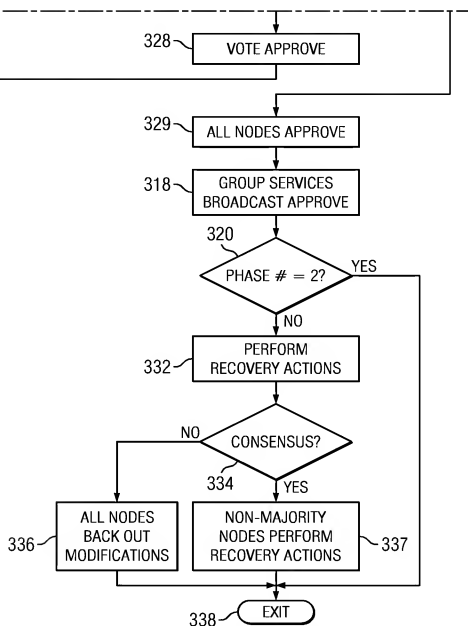 328
VOTE APPROVE
329
ALL NODES APPROVE
318
GROUP SERVICES
BROADCAST APPROVE
320
PHASE # = 2?
YES
NO
332
PERFORM
RECOVERY ACTIONS
NO
CONSENSUS?
334
YES
336
ALL NODES
BACK OUT
MODIFICATIONS
NON-MAJORITY
NODES PERFORM
RECOVERY ACTIONS
337
338
EXIT